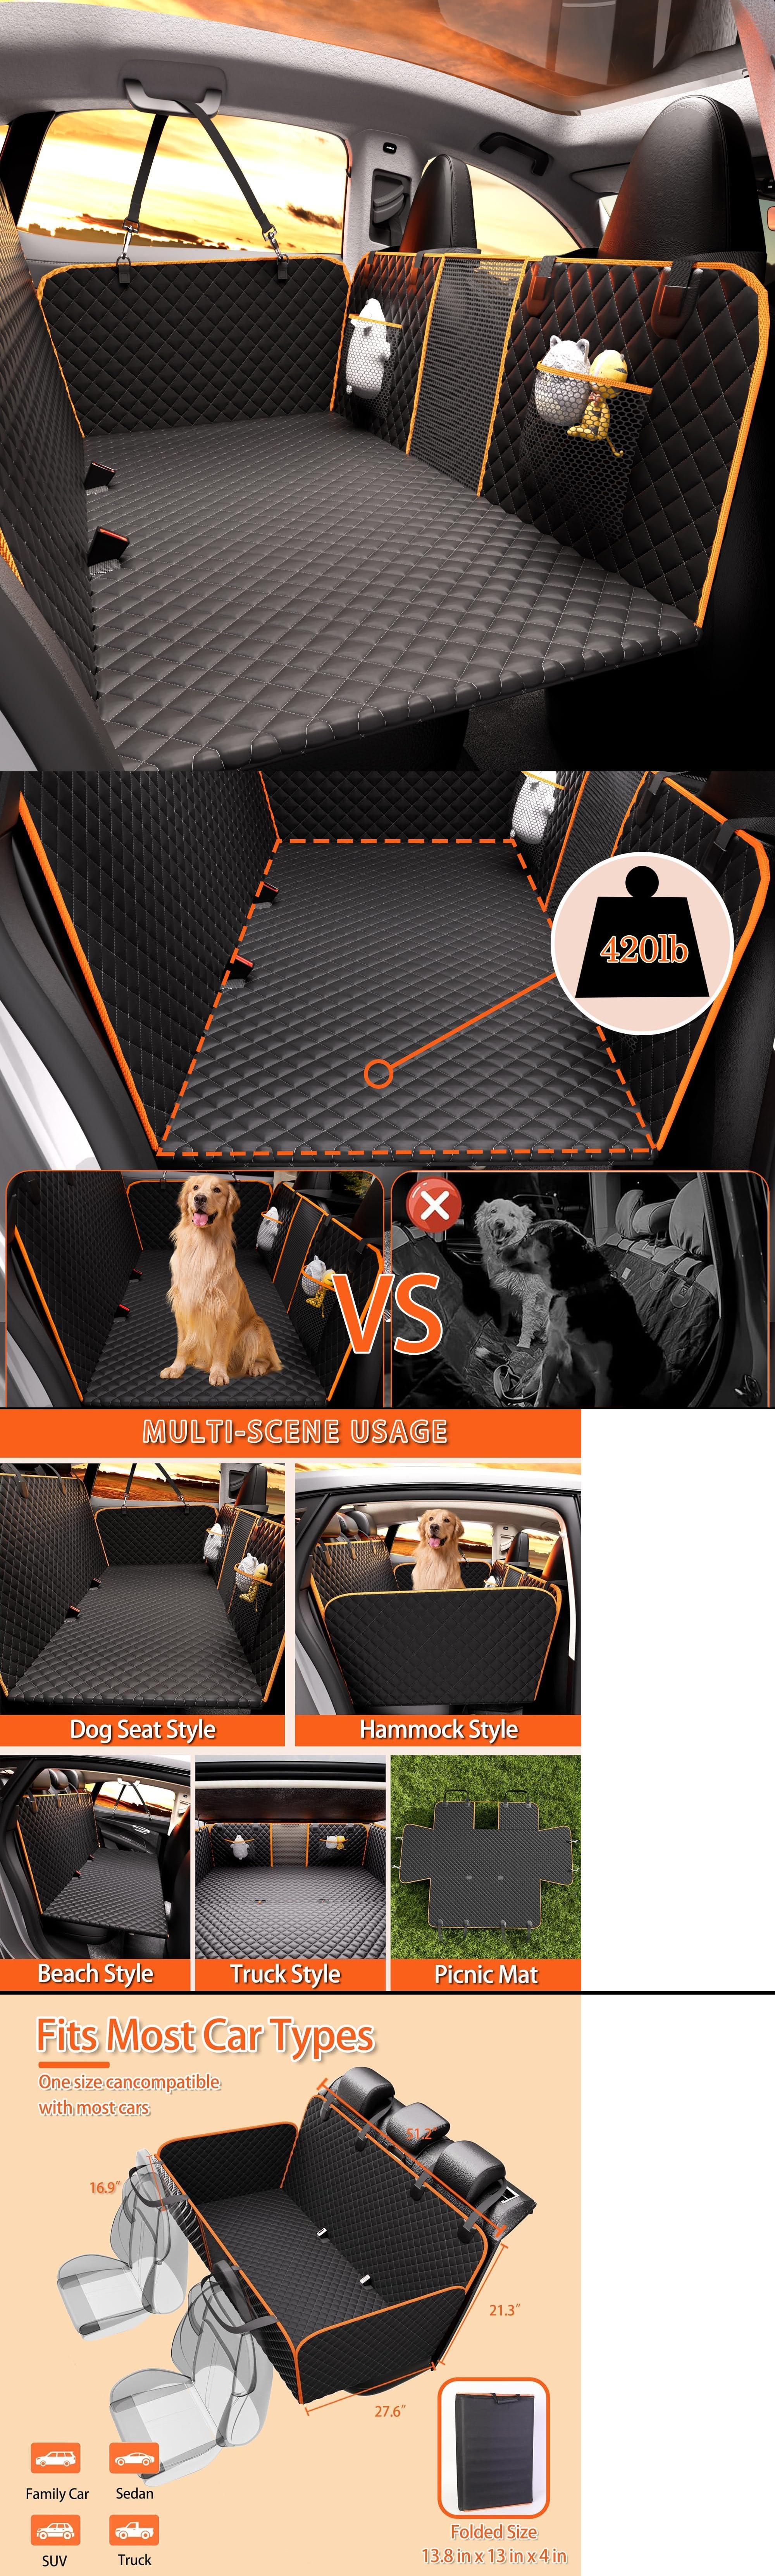 420lb
VS
MULTI-SCENE USAGE
Dog Seat Style
Hammock Style
Beach Style
Truck Style
Picnic Mat
Fits Most Car Types
One size cancompatible
with most cars
51.2"
16.9"
21.3"
27.6"
Family Car
Sedan
SUV
Truck
Folded Size
13.8 in x 13 in x 4 in